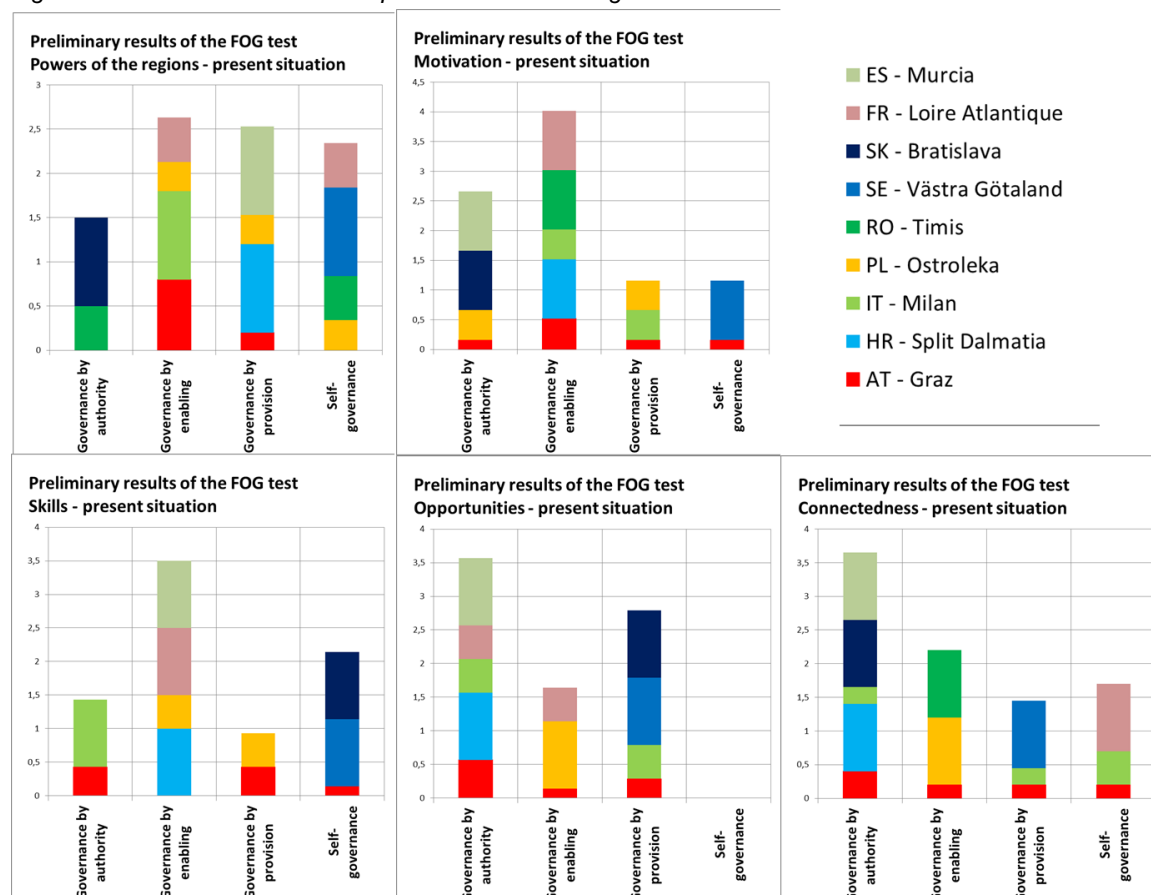 Preliminary results of the FOG test
Powers of the regions - present situation
3
2,5
2
1,5
1
0,5
0
Governance by
authority
Governance by
enabling
Governance by
provision
Self-
governance
Preliminary results of the FOG test
Motivation - present situation
4,5
4
3,5
3
2,5
2
1,5
1
0,5
0
Governance by
authority
Governance by
enabling
Governance by
provision
Self-
governance
ES - Murcia
FR - Loire Atlantique
SK - Bratislava
SE - Västra Götaland
RO - Timis
PL - Ostroleka
IT - Milan
HR - Split Dalmatia
AT - Graz
Preliminary results of the FOG test
Skills - present situation
4
3,5
3
2,5
2
1,5
1
0,5
0
Governance by
authority
Governance by
enabling
Governance by
provision
Self-
governance
Preliminary results of the FOG test
Opportunities - present situation
4
3,5
3
2,5
2
1,5
1
0,5
0
Governance by
authority
Governance by
enabling
Governance by
provision
Self-
governance
Preliminary results of the FOG test
Connectedness - present situation
4
3,5
3
2,5
2
1,5
1
0,5
0
Governance by
authority
Governance by
enabling
Governance by
provision
Self-
governance